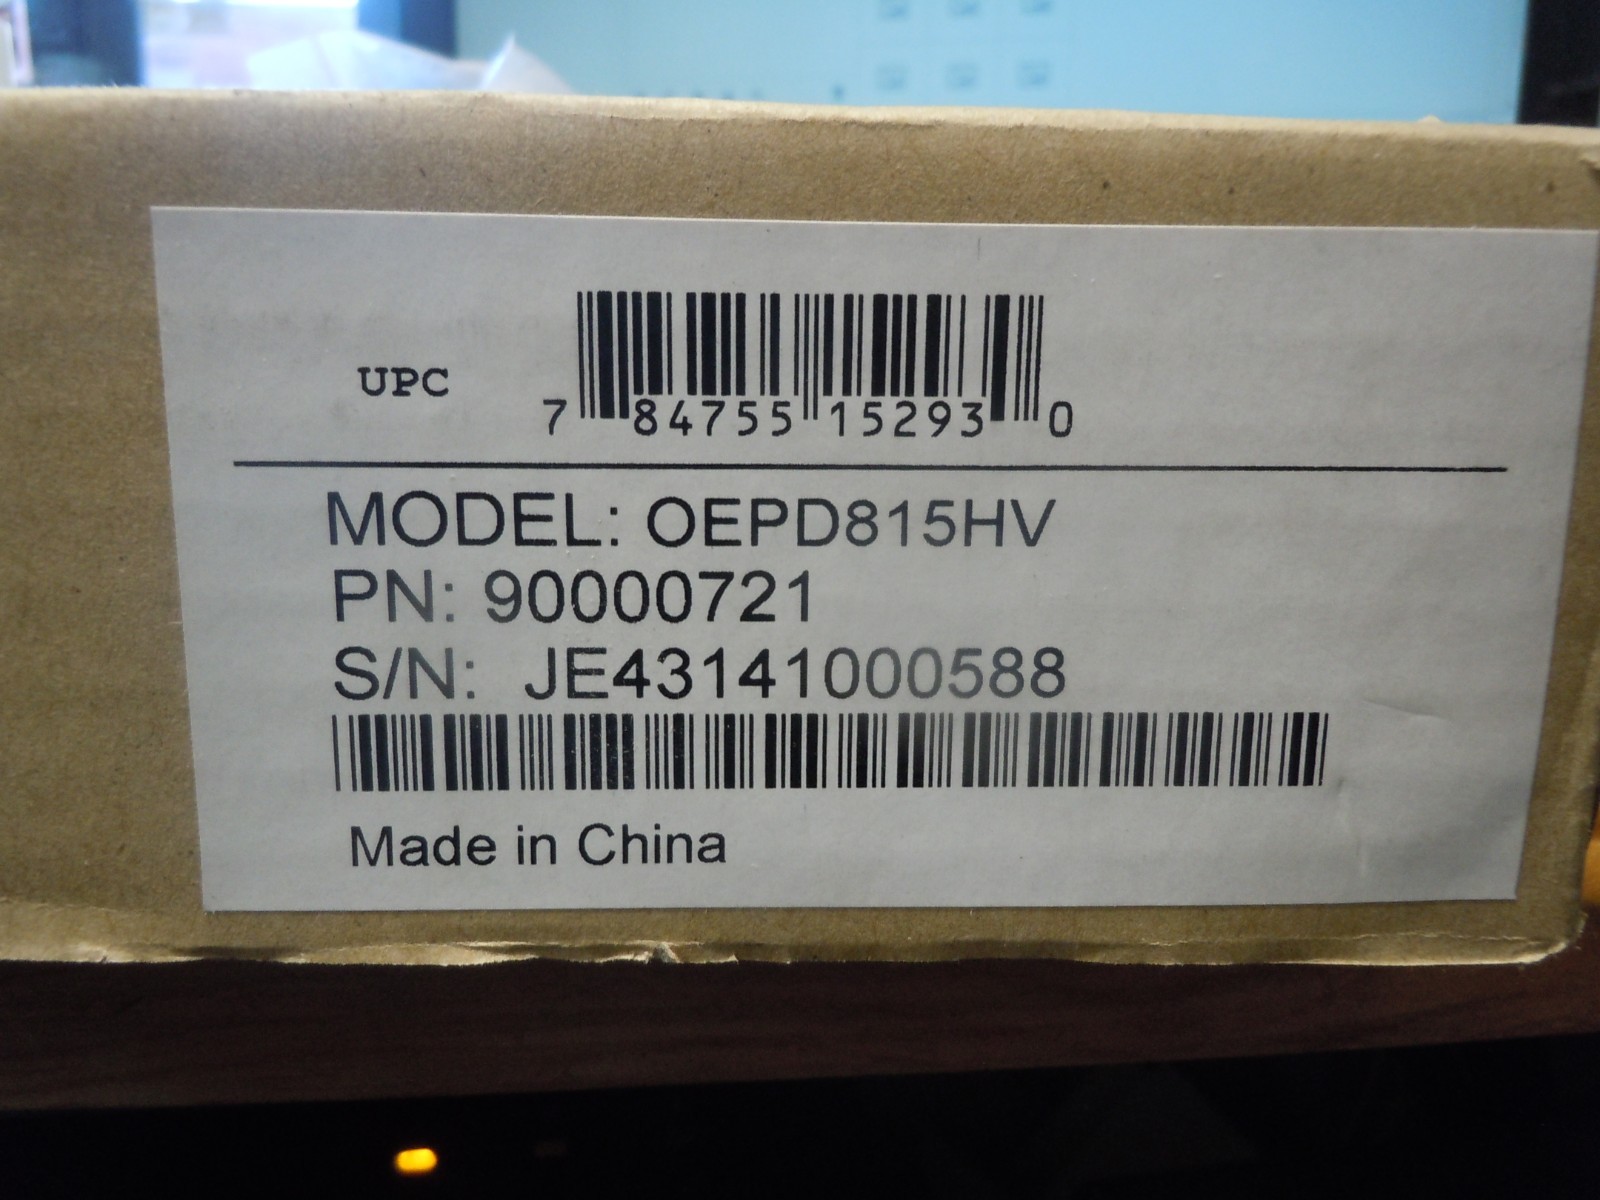 UPC
7 84755 15293 0
MODEL: OEPD815HV
PN: 90000721
S/N: JE43141000588
Made in China